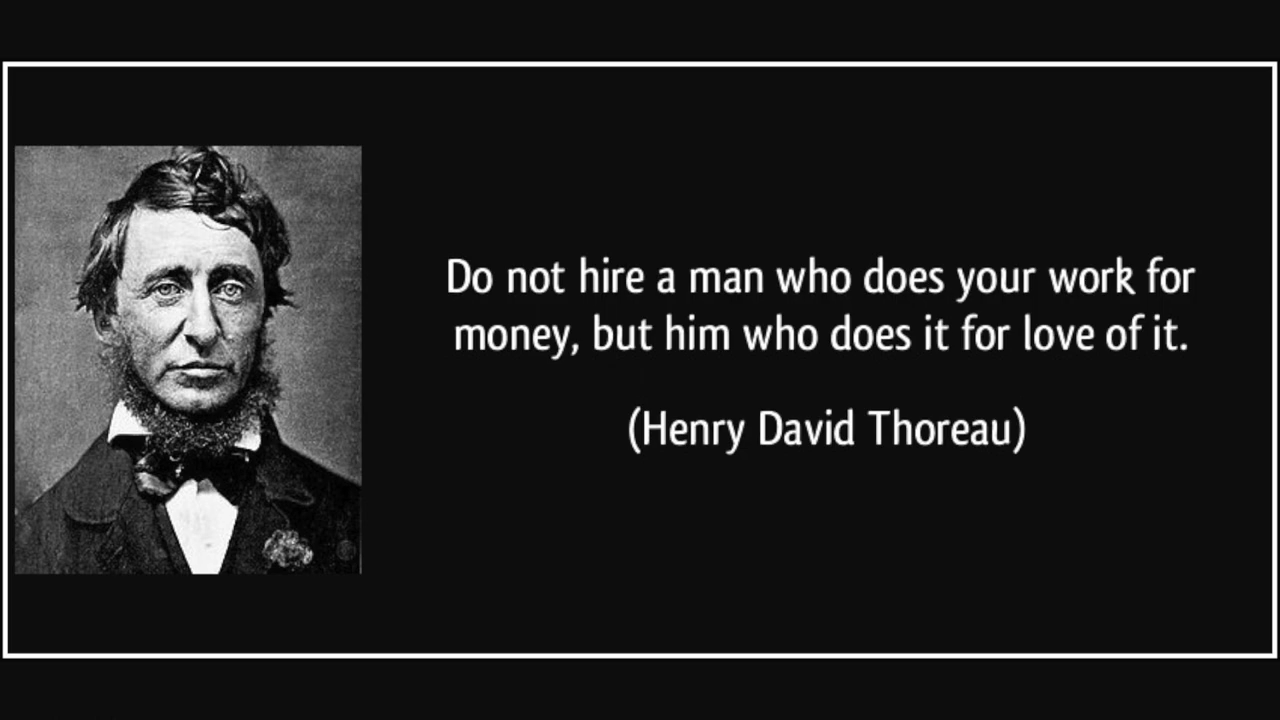 Do not hire a man who does your work for
money, but him who does it for love of it.
(Henry David Thoreau)